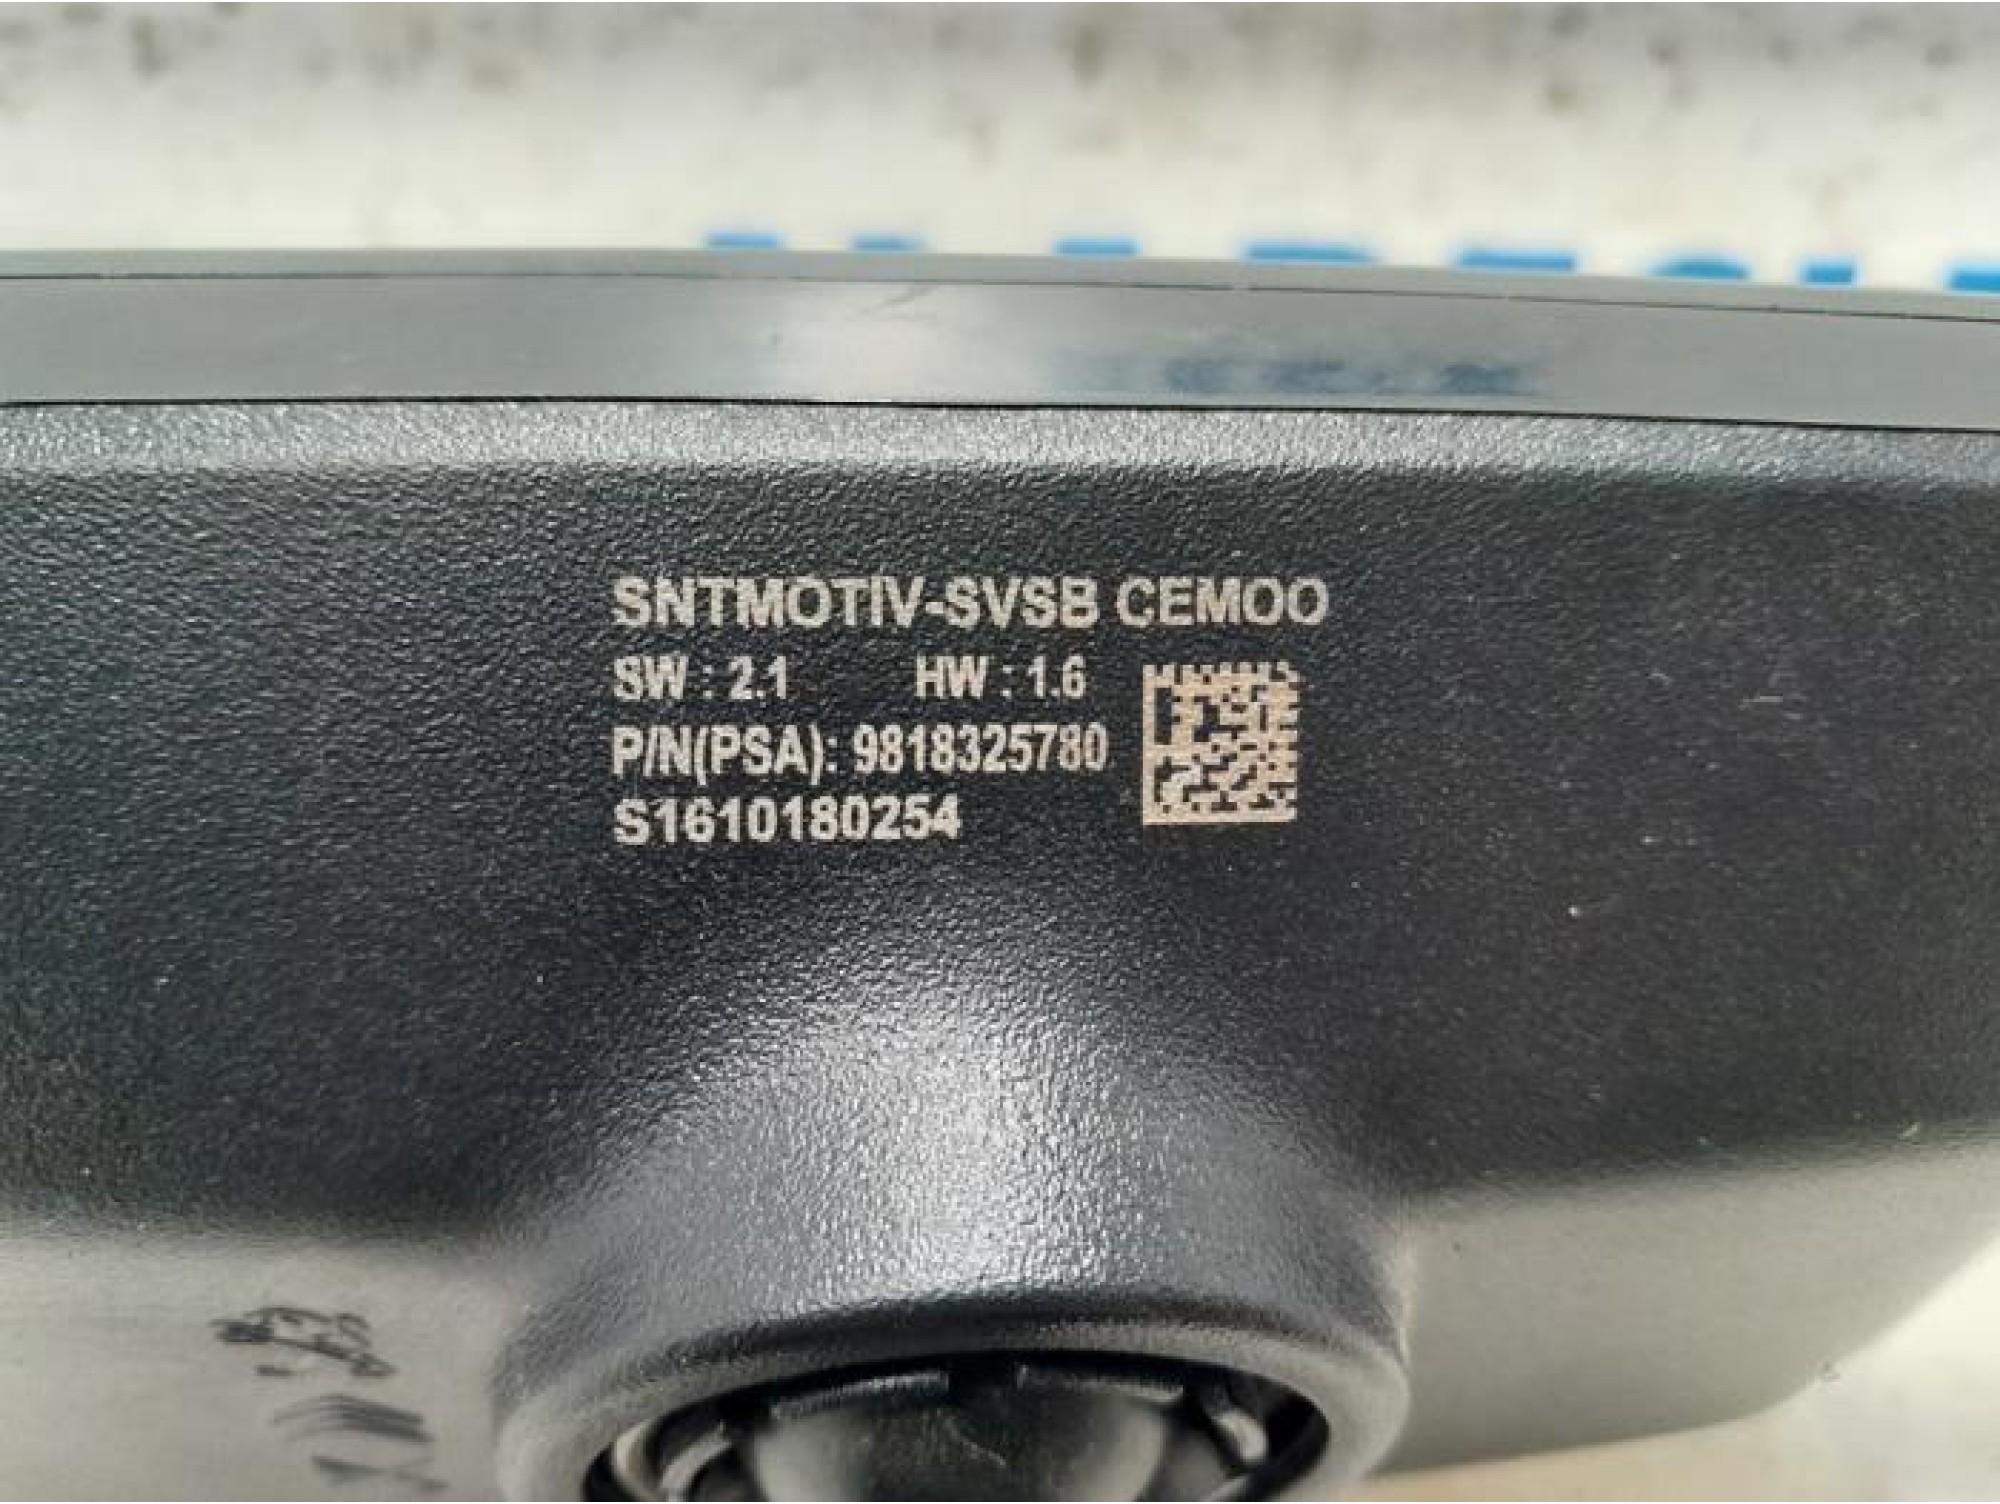 SNTMOTIV-SVSB CEMOO
SW : 2.1 HW : 1.6
P/N(PSA): 9818325780
S1610180254